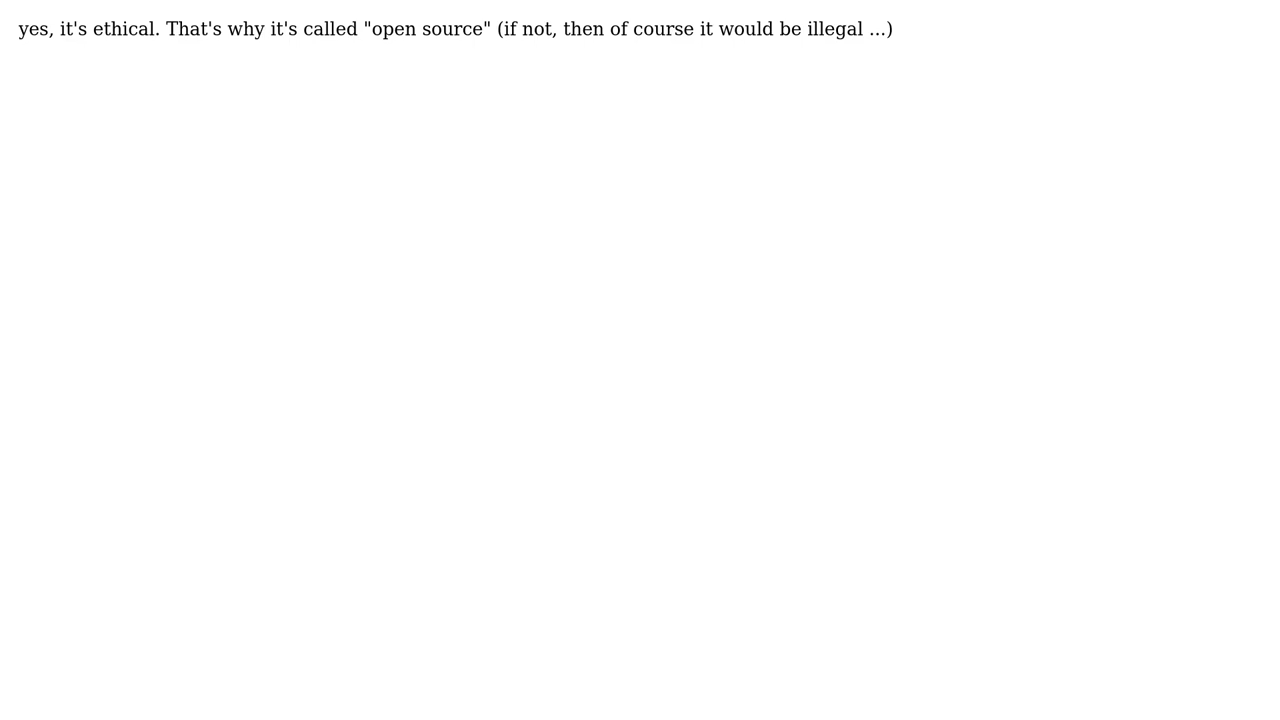 yes, it's ethical. That's why it's called "open source" (if not, then of course it would be illegal ...)